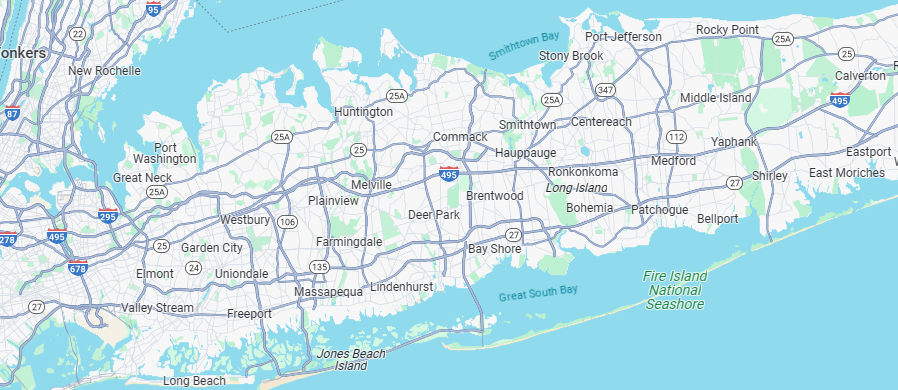 95
22
onkers
New Rochelle
87
Smithtown Bay
Port Jefferson
Rocky Point
25A
Stony Brook
25
Calverton
495
347
25A
25A
Huntington
Middle Island
Smithtown
Centereach
112
Commack
25A
25
Yaphank
Port
Washington
Hauppauge
Eastport
Medford
Ronkonkoma
495
Great Neck
25A
Melville
Long Island
27
Shirley
East Moriches
Plainview
Brentwood
Bohemia
Patchogue
Bellport
295
Westbury
106
Deer Park
278
495
25
Garden City
Farmingdale
27
Bay Shore
678
Elmont
24
Uniondale
135
Massapequa
Lindenhurst
Great South Bay
Fire Island
National
Seashore
27
Valley Stream
Freeport
Jones Beach
Island
Long Beach